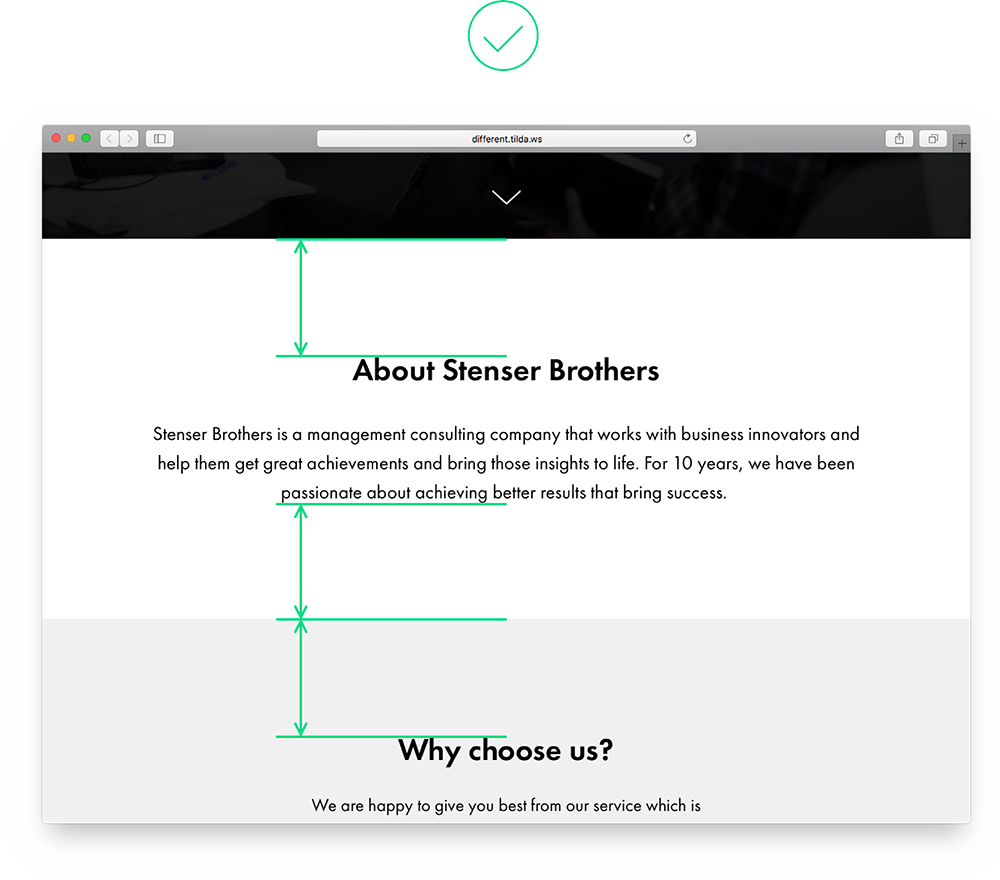 different.tilda.ws
About Stenser Brothers
Stenser Brothers is a management consulting company that works with business innovators and
help them get great achievements and bring those insights to life. For 10 years, we have been
passionate about achieving better results that bring success.
Why choose us?
We are happy to give you best from our service which is